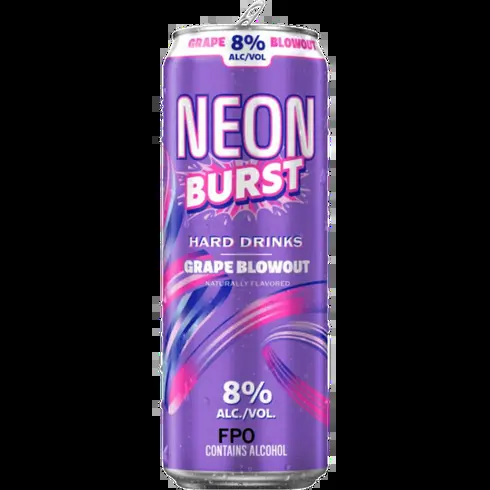 GRAPE 8% BLOWOUT
ALC/VOL
NEON
BURST
HARD DRINKS
GRAPE BLOWOUT
NATURALLY FLAVORED
8%
ALC./VOL.
FPO
CONTAINS ALCOHOL